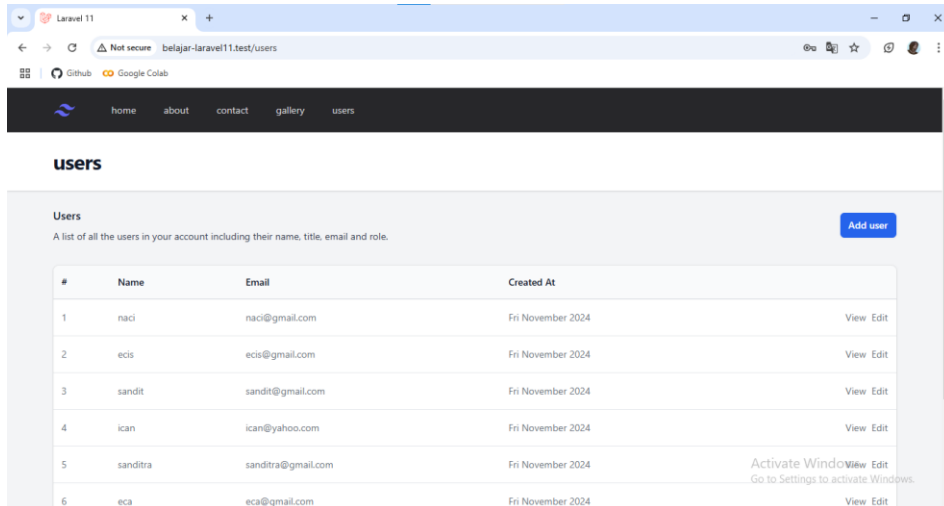 Laravel 11
Not secure belajar-laravel11.test/users
Github Google Colab
home about contact gallery users
users
Users
A list of all the users in your account including their name, title, email and role.
Add user
# Name Email Created At
1 naci naci@gmail.com Fri November 2024 View Edit
2 ecis ecis@gmail.com Fri November 2024 View Edit
3 sandit sandit@gmail.com Fri November 2024 View Edit
4 ican ican@yahoo.com Fri November 2024 View Edit
5 sanditra sanditra@gmail.com Fri November 2024 View Edit
Activate Windows
Go to Settings to activate Windows.
6 eca eca@gmail.com Fri November 2024 View Edit